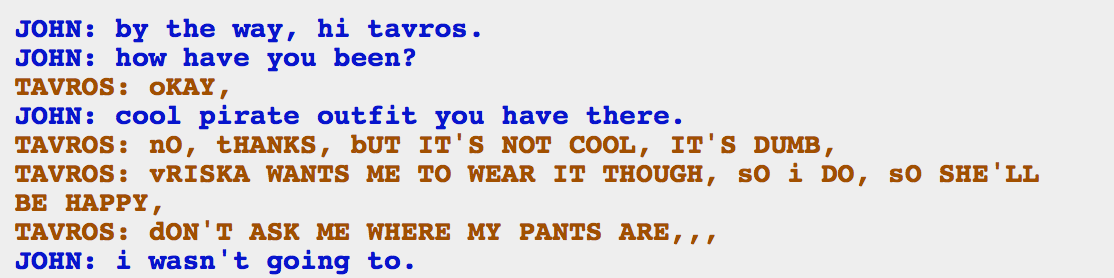 JOHN: by the way, hi tavros.
JOHN: how have you been?
TAVROS: oKAY,
JOHN: cool pirate outfit you have there.
TAVROS: nO, tHANKS, bUT IT'S NOT COOL, IT'S DUMB,
TAVROS: vRISKA WANTS ME TO WEAR IT THOUGH, sO i DO, sO SHE'LL
BE HAPPY,
TAVROS: dON'T ASK ME WHERE MY PANTS ARE,,,
JOHN: i wasn't going to.